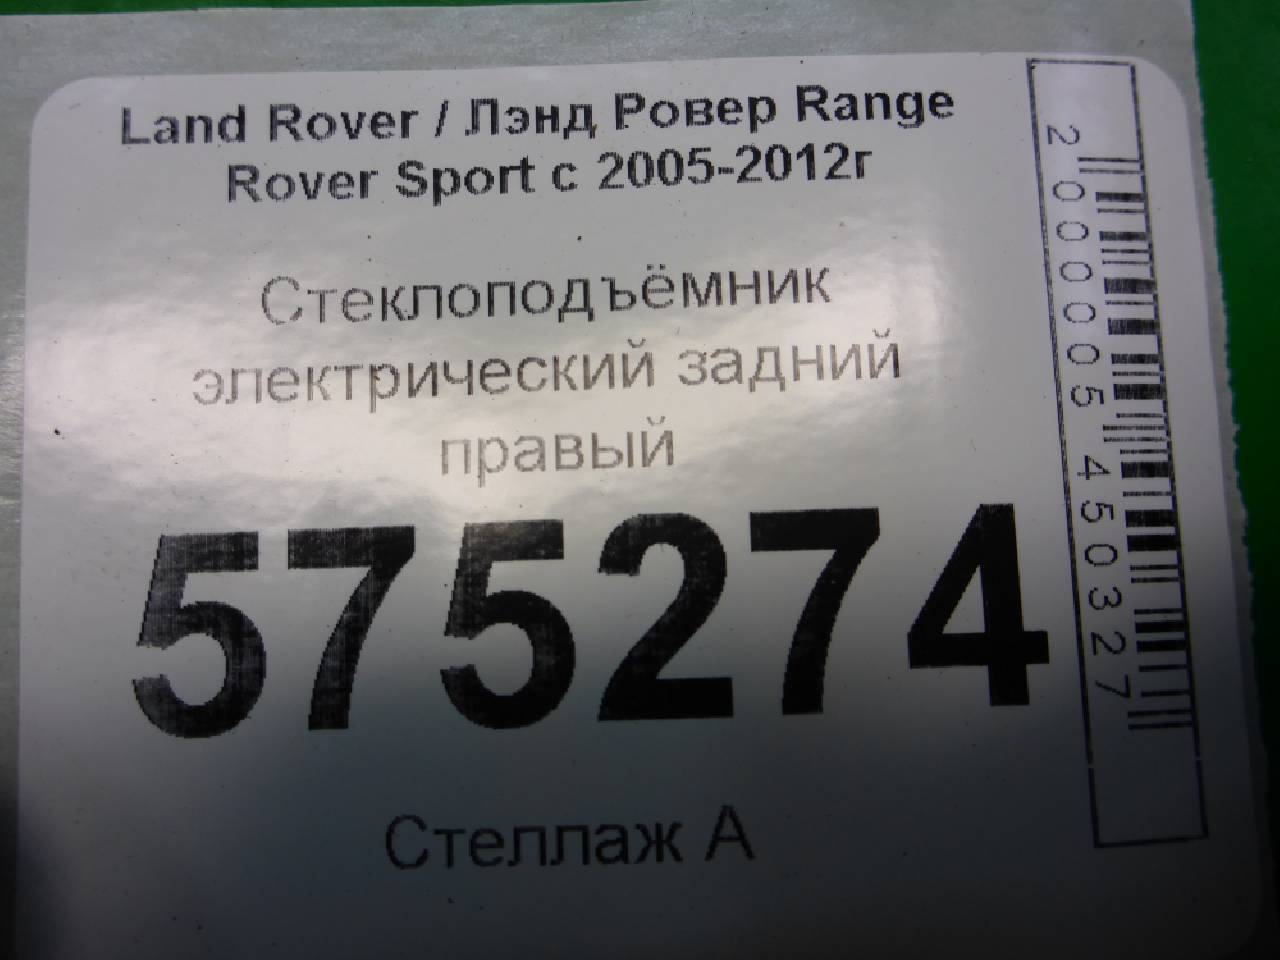 Land Rover / Лэнд Ровер Range
Rover Sport с 2005-2012г
Стеклоподъёмник
электрический задний
правый
575274
Стеллаж А
2000005450327